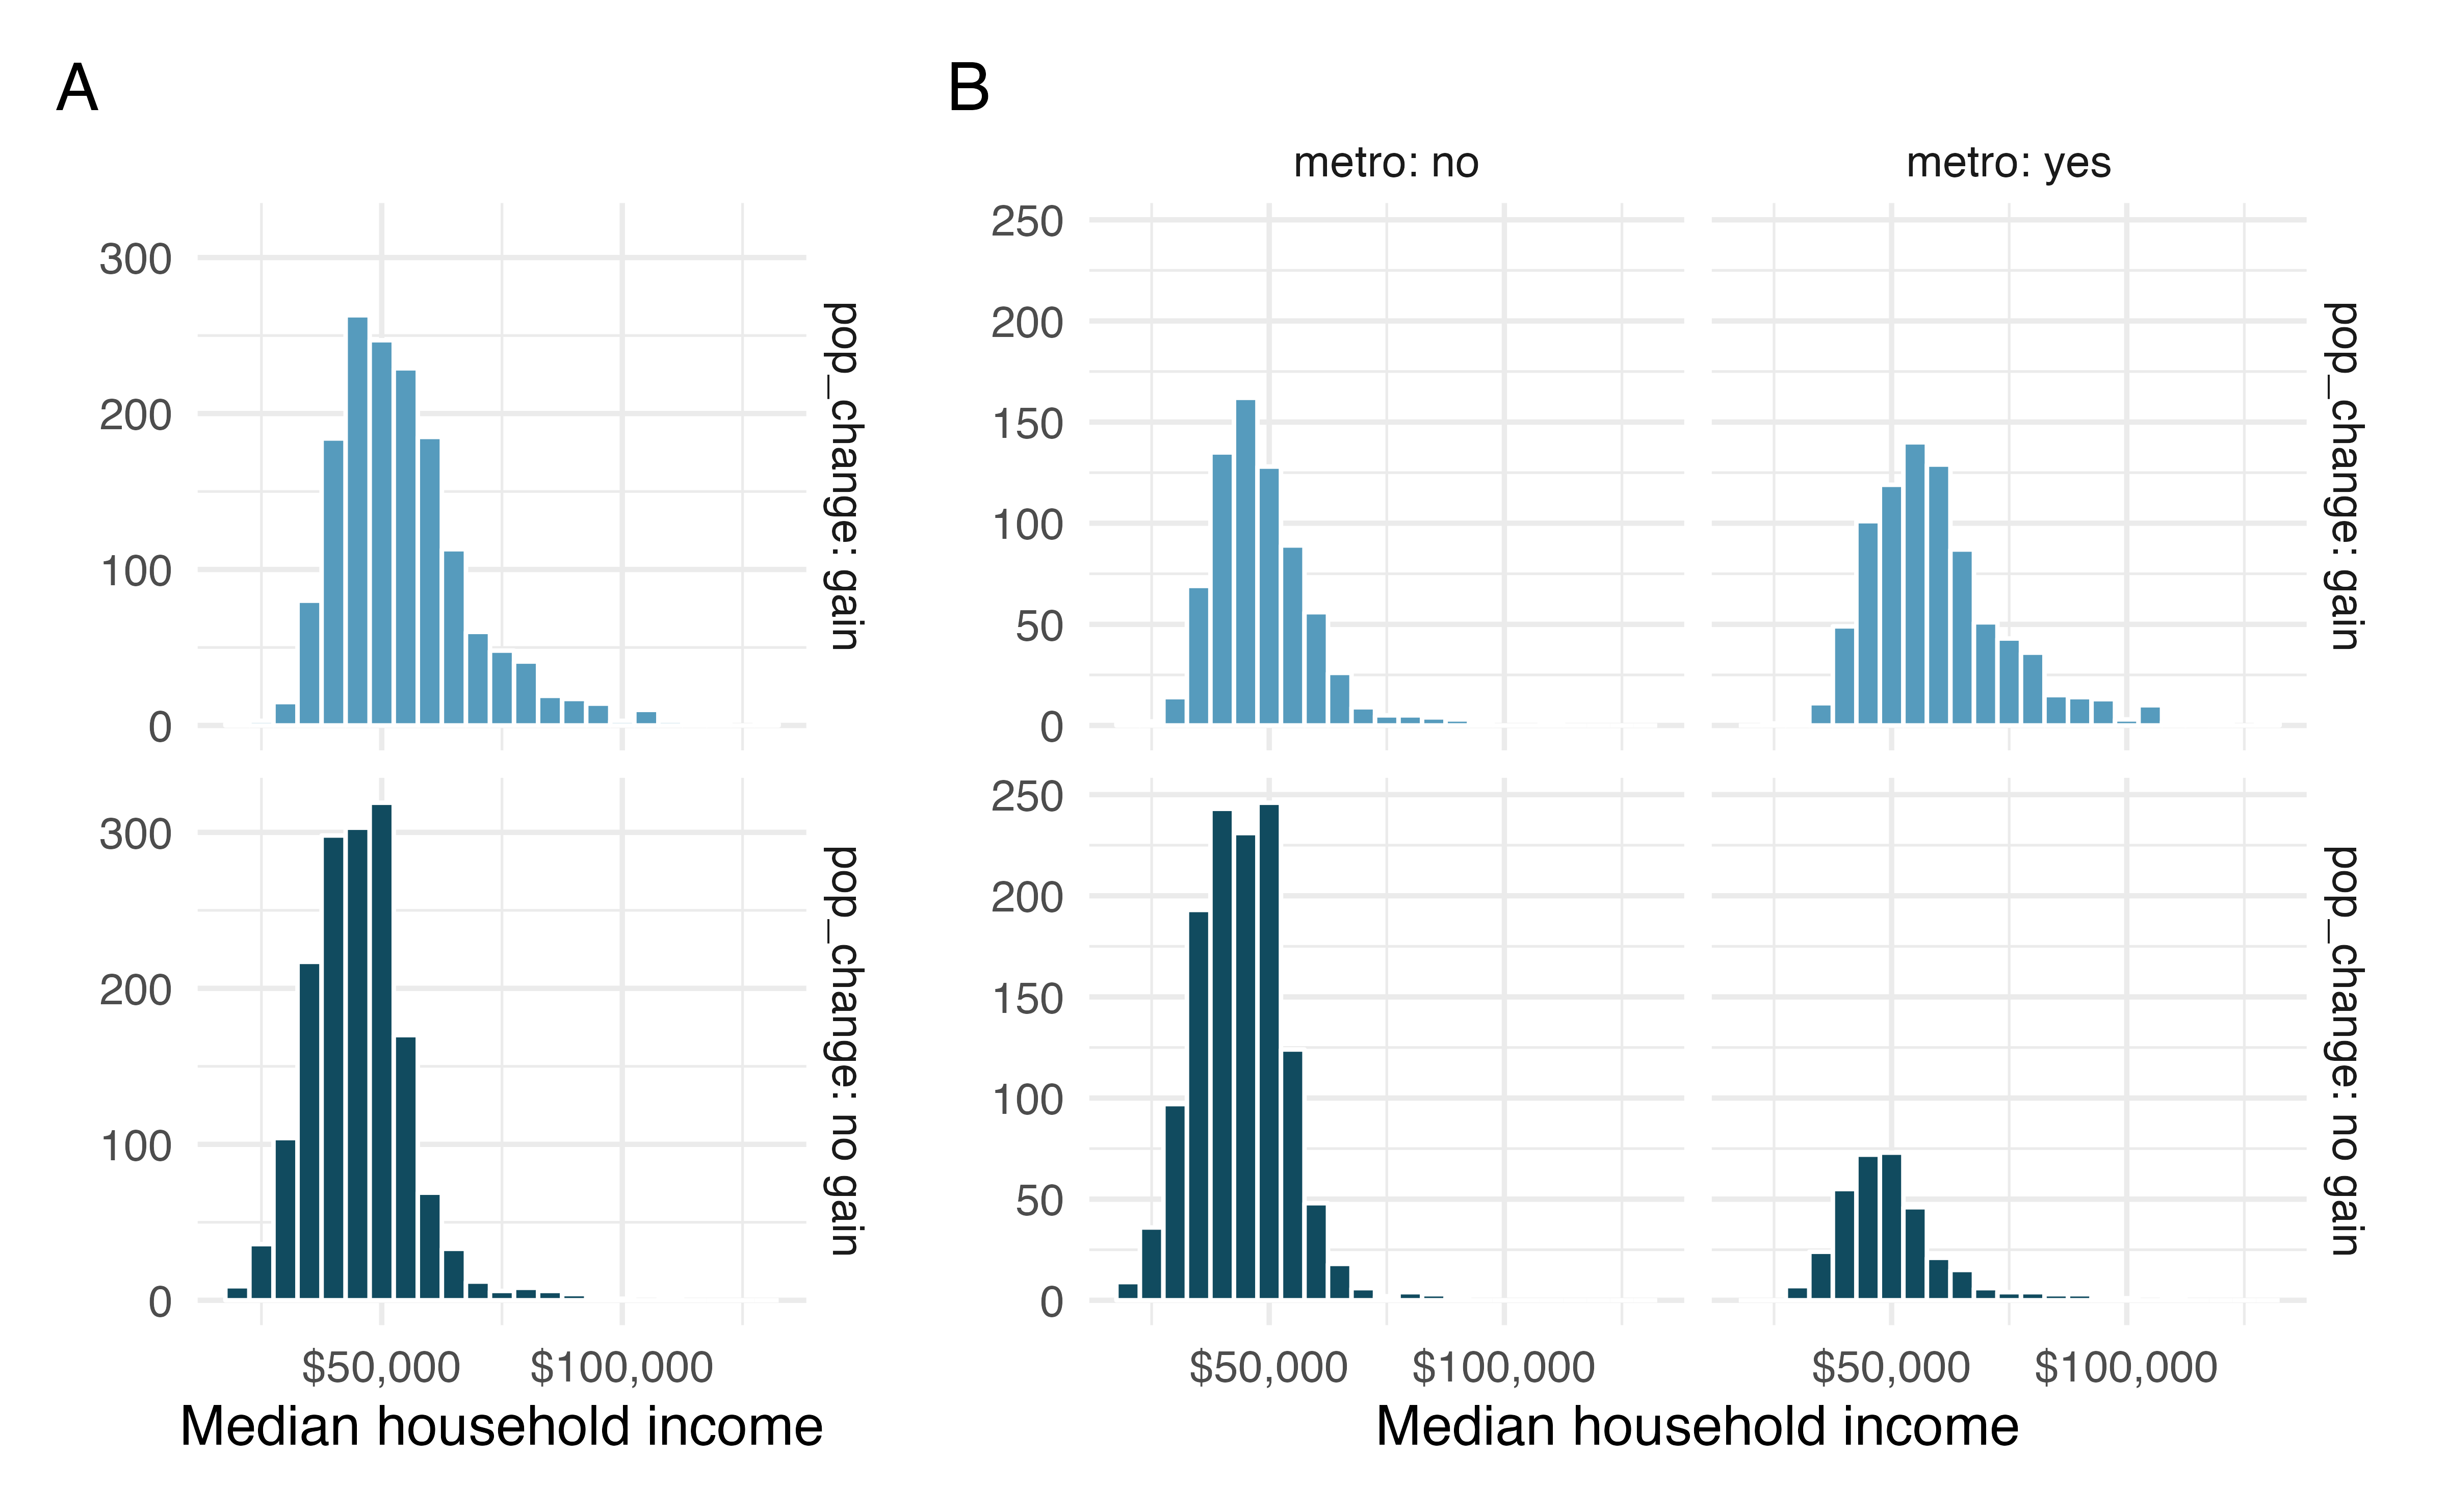 A
300
200
100
0
pop_change: gain
300
200
100
0
pop_change: no gain
$50,000 $100,000
Median household income
B
metro: no metro: yes
250
200
150
100
50
0
pop_change: gain
250
200
150
100
50
0
pop_change: no gain
$50,000 $100,000 $50,000 $100,000
Median household income